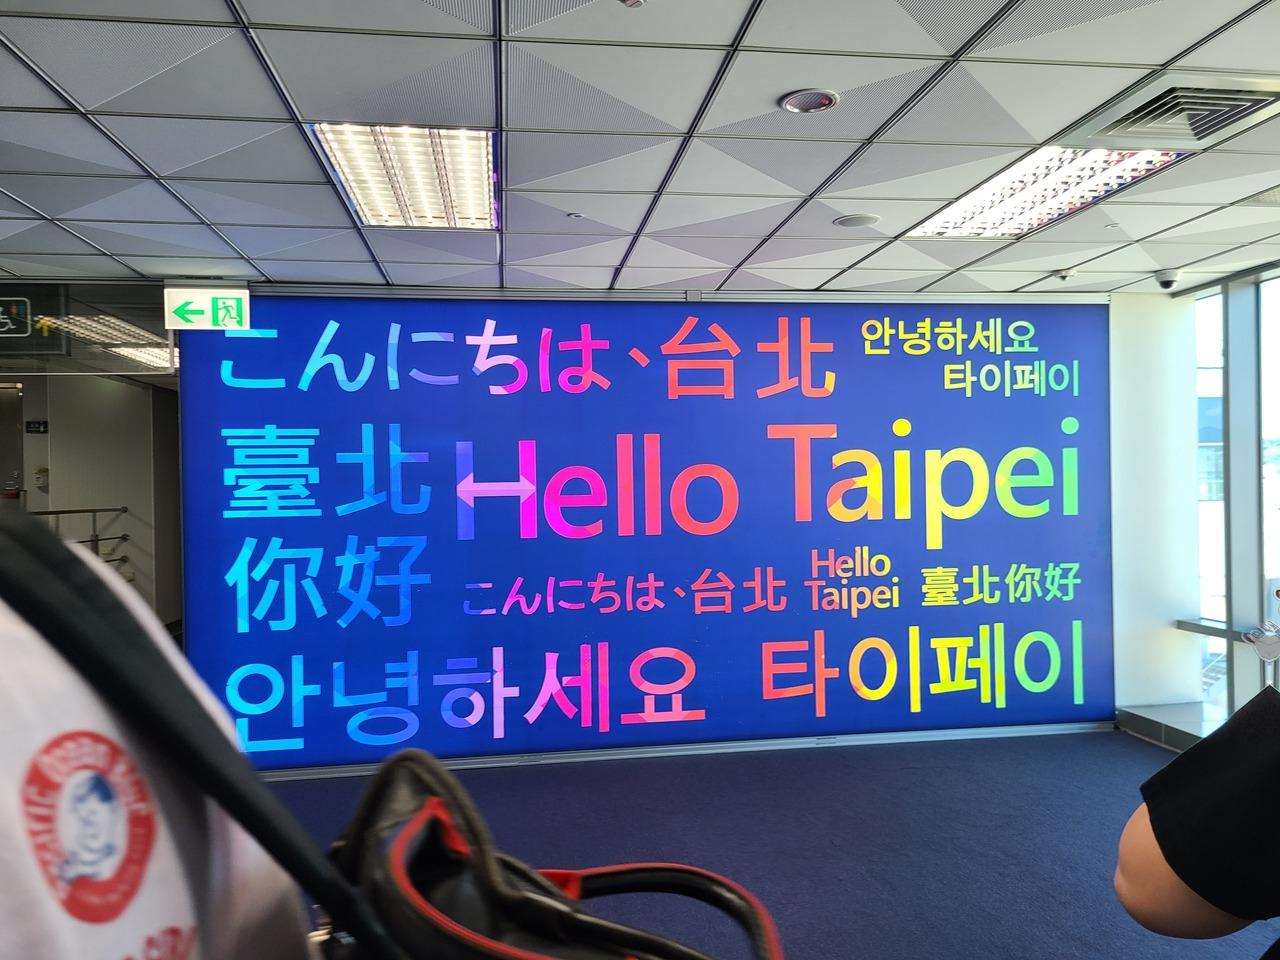 こんにちは、台北
안녕하세요
타이페이
臺北
你好
Hello Taipei
こんにちは、台北
Hello
Taipei
臺北你好
안녕하세요 타이페이